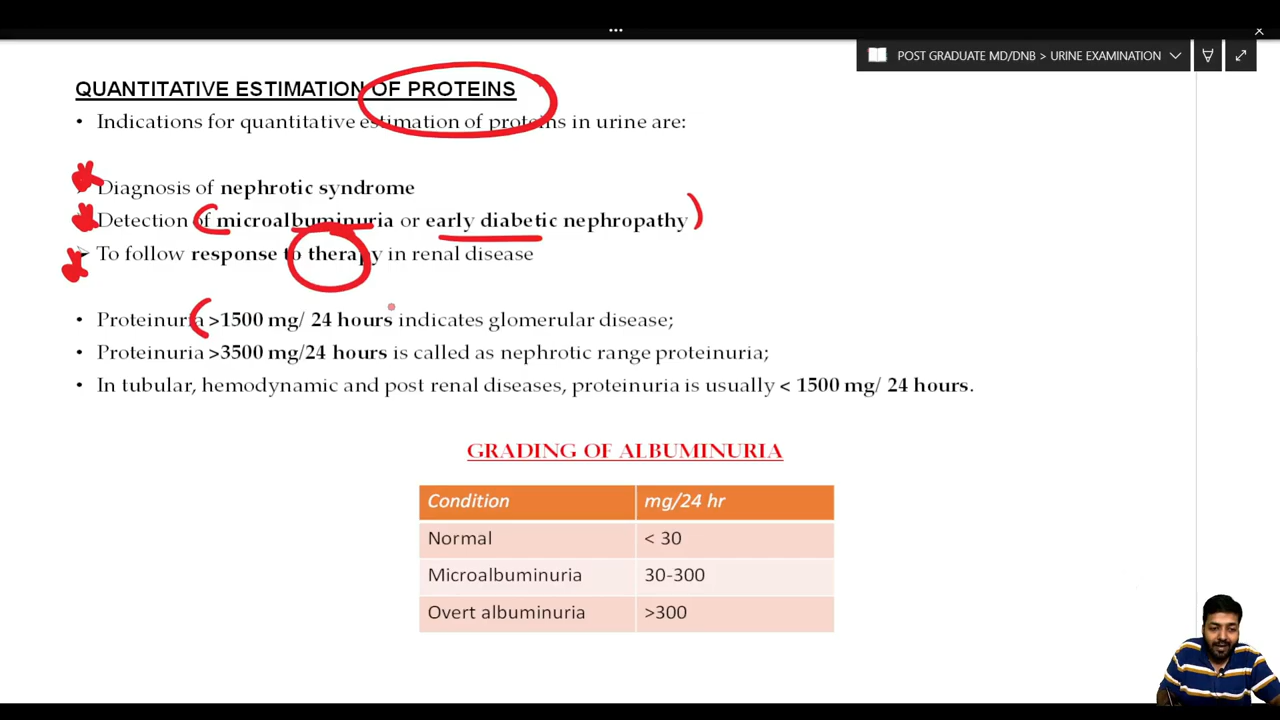 POST GRADUATE MD/DNB > URINE EXAMINATION
QUANTITATIVE ESTIMATION OF PROTEINS
• Indications for quantitative estimation of proteins in urine are:
Diagnosis of nephrotic syndrome
Detection of microalbuminuria or early diabetic nephropathy
To follow response to therapy in renal disease
• Proteinuria >1500 mg/ 24 hours indicates glomerular disease;
• Proteinuria >3500 mg/24 hours is called as nephrotic range proteinuria;
• In tubular, hemodynamic and post renal diseases, proteinuria is usually < 1500 mg/ 24 hours.
GRADING OF ALBUMINURIA
Condition mg/24 hr
Normal < 30
Microalbuminuria 30-300
Overt albuminuria >300